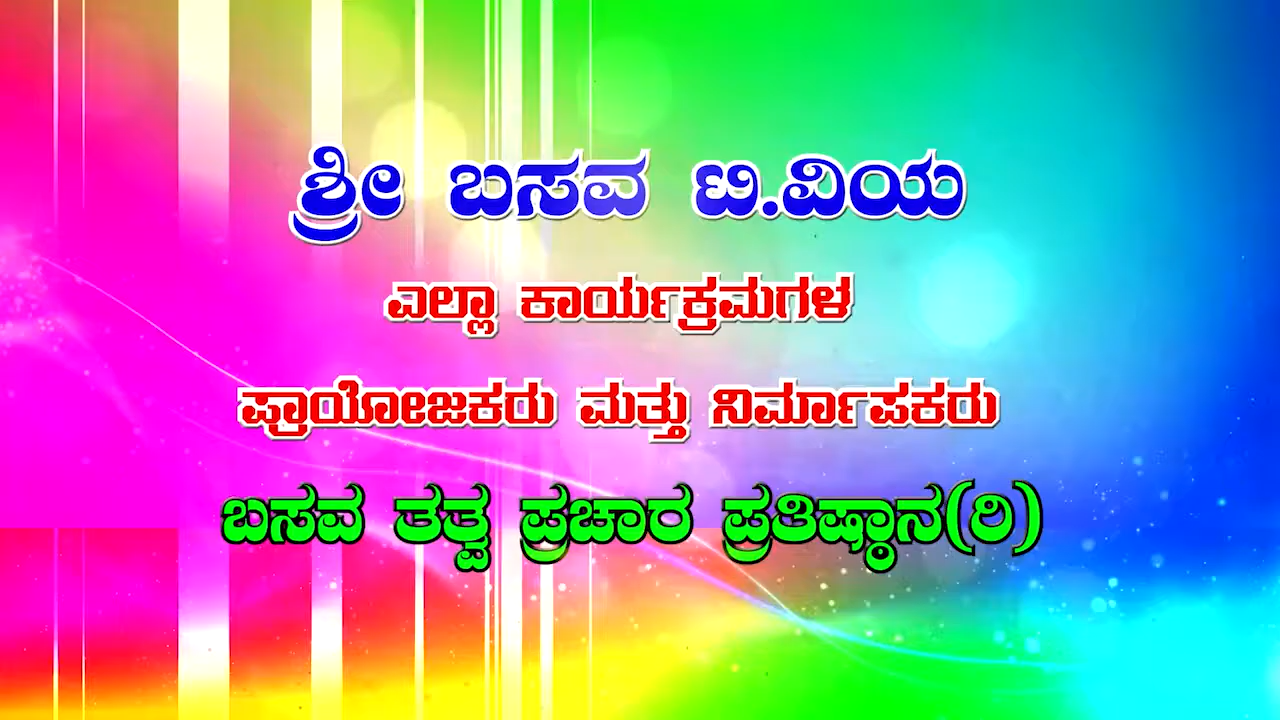 ಶ್ರೀ ಬಸವ ಟಿ.ವಿಯ
ಎಲ್ಲಾ ಕಾರ್ಯಕ್ರಮಗಳ
ಪ್ರಾಯೋಜಕರು ಮತ್ತು ನಿರ್ಮಾಪಕರು
ಬಸವ ತತ್ವ ಪ್ರಚಾರ ಪ್ರತಿಷ್ಠಾನ(ರಿ)